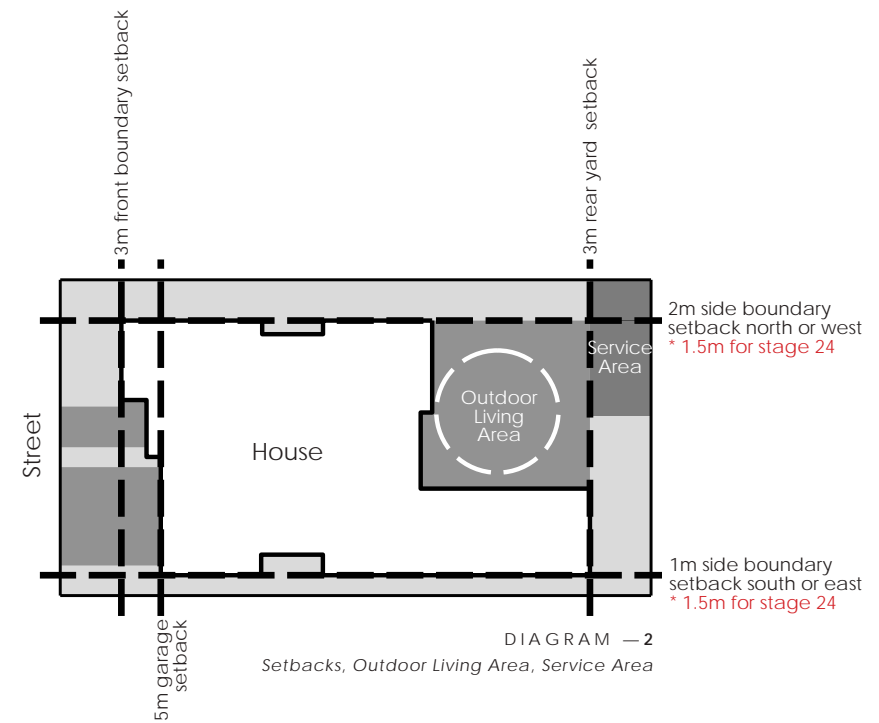 3m front boundary setback
3m rear yard setback
2m side boundary
setback north or west
* 1.5m for stage 24
Service
Area
Outdoor
Living
Area
Street
House
1m side boundary
setback south or east
* 1.5m for stage 24
5m garage
setback
DIAGRAM — 2
Setbacks, Outdoor Living Area, Service Area